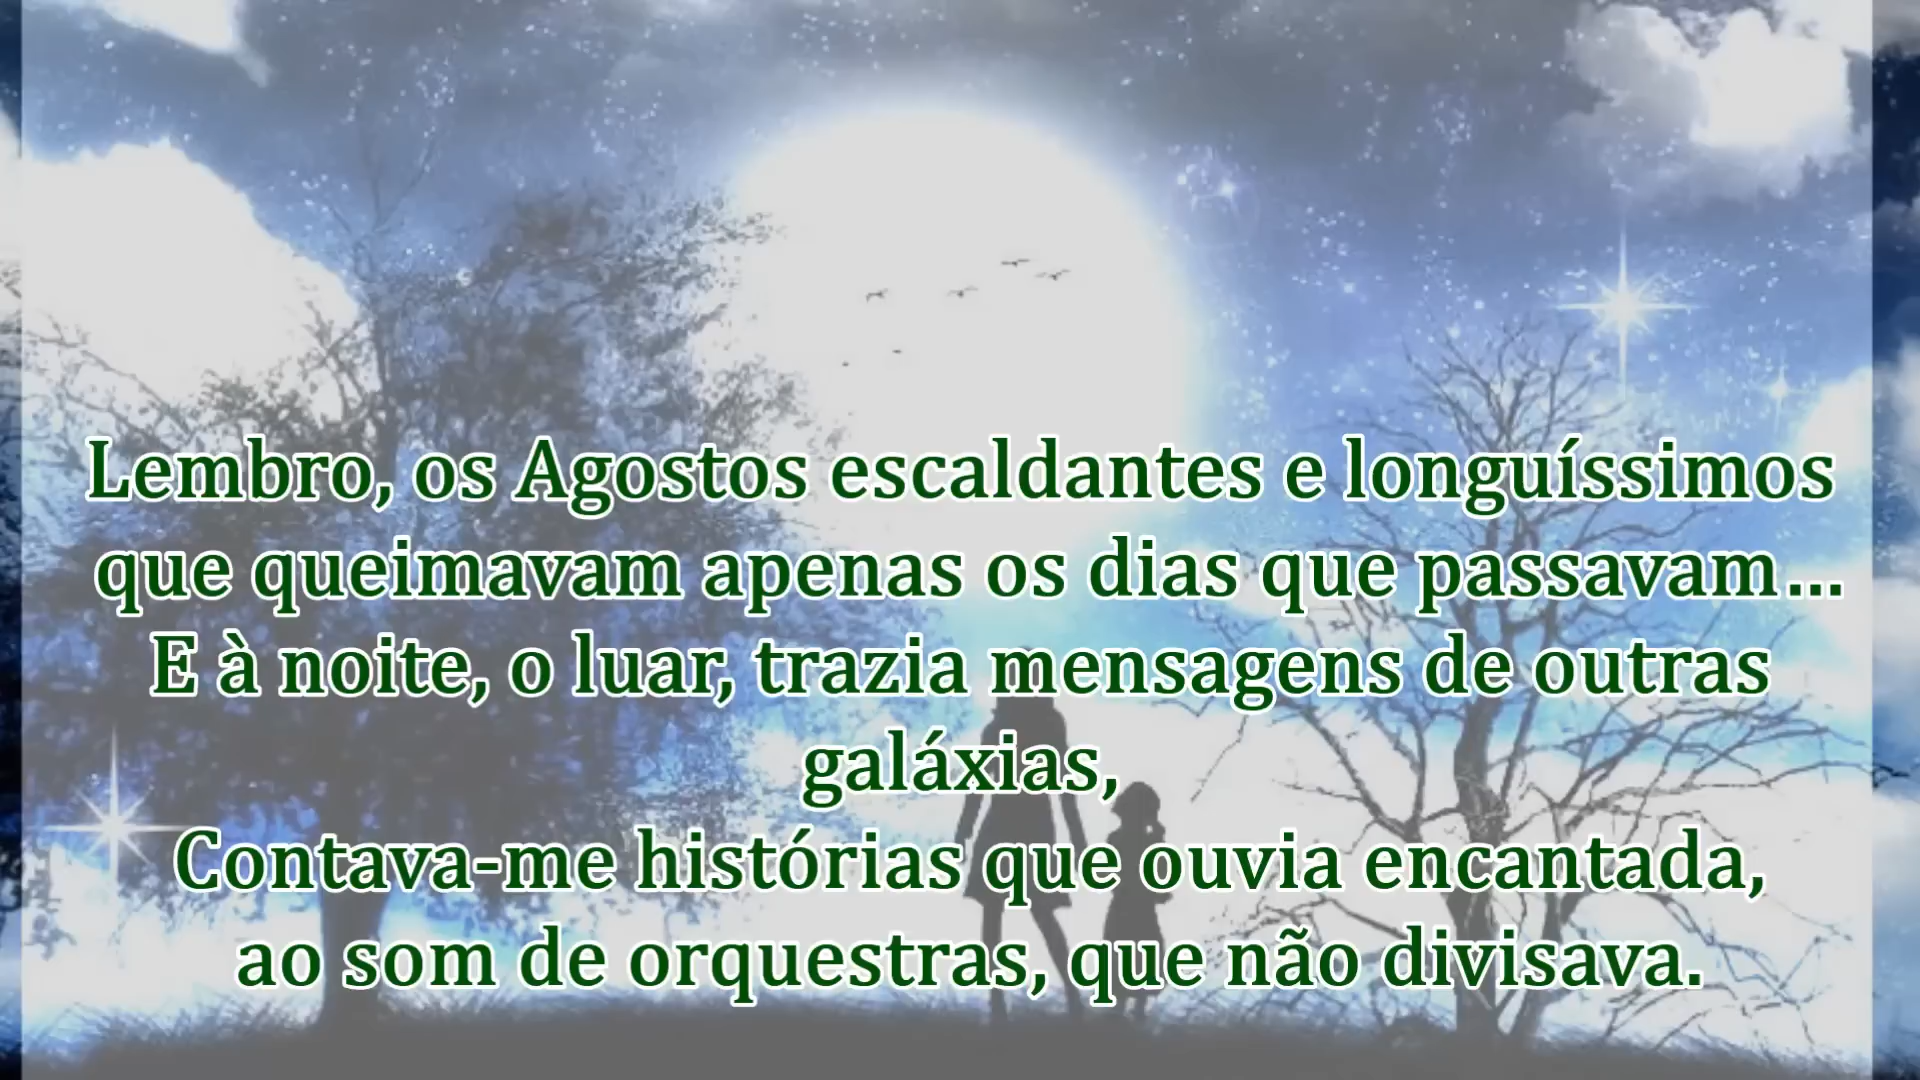 Lembro, os Agostos escaldantes e longuíssimos
que queimavam apenas os dias que passavam...
E à noite, o luar, trazia mensagens de outras
galáxias,
Contava-me histórias que ouvia encantada,
ao som de orquestras, que não divisava.